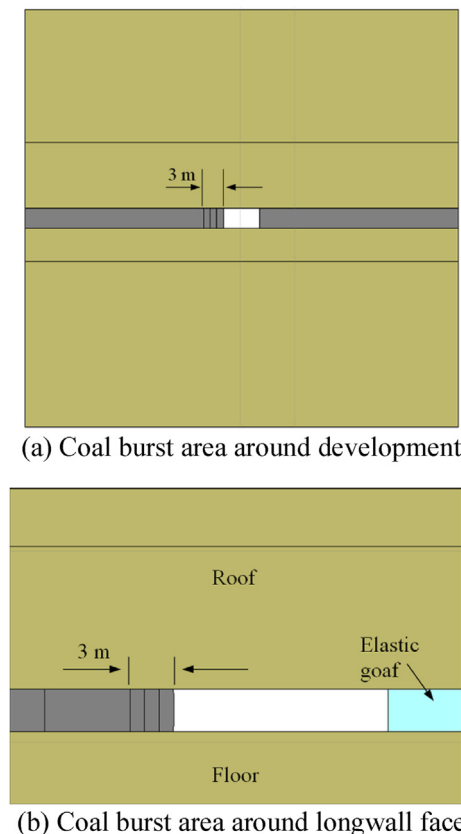 3 m
(a) Coal burst area around development
Roof
3 m
Elastic
goaf
Floor
(b) Coal burst area around longwall face